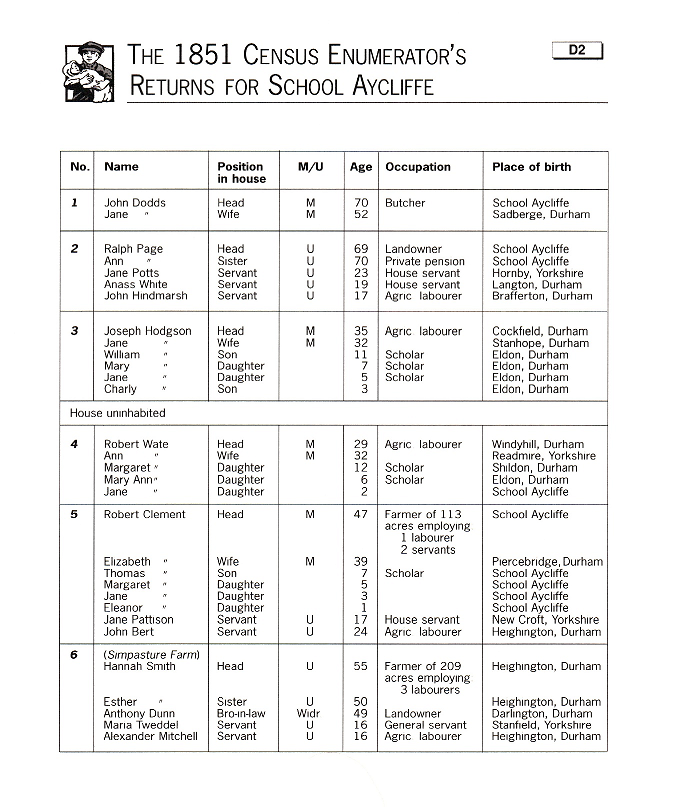 THE 1851 CENSUS ENUMERATOR'S
RETURNS FOR SCHOOL AYCLIFFE
D2
No. Name Position in house M/U Age Occupation Place of birth
1 John Dodds Head M 70 Butcher School Aycliffe
Jane " Wife M 52 Sadberge, Durham
2 Ralph Page Head U 69 Landowner School Aycliffe
Ann " Sister U 70 Private pension School Aycliffe
Jane Potts Servant U 23 House servant Hornby, Yorkshire
Anass White Servant U 19 House servant Langton, Durham
John Hindmarsh Servant U 17 Agric labourer Brafferton, Durham
3 Joseph Hodgson Head M 35 Agric labourer Cockfield, Durham
Jane " Wife M 32 Stanhope, Durham
William " Son 11 Scholar Eldon, Durham
Mary " Daughter 7 Scholar Eldon, Durham
Jane " Daughter 5 Scholar Eldon, Durham
Charly " Son 3 Eldon, Durham
House uninhabited
4 Robert Wate Head M 29 Agric labourer Windyhill, Durham
Ann " Wife M 32 Readmire, Yorkshire
Margaret " Daughter 12 Scholar Shildon, Durham
Mary Ann " Daughter 6 Scholar Eldon, Durham
Jane " Daughter 2 School Aycliffe
5 Robert Clement Head M 47 Farmer of 113 School Aycliffe
acres employing
1 labourer
2 servants
Elizabeth " Wife M 39 Piercebridge, Durham
Thomas " Son 7 Scholar School Aycliffe
Margaret " Daughter 5 School Aycliffe
Jane " Daughter 3 School Aycliffe
Eleanor " Daughter 1 School Aycliffe
Jane Pattison Servant U 17 House servant New Croft, Yorkshire
John Bert Servant U 24 Agric labourer Heighington, Durham
6 (Simpasture Farm)
Hannah Smith Head U 55 Farmer of 209 Heighington, Durham
acres employing
3 labourers
Esther " Sister U 50 Heighington, Durham
Anthony Dunn Bro-in-law Widr 49 Landowner Darlington, Durham
Maria Tweddel Servant U 16 General servant Stanfield, Yorkshire
Alexander Mitchell Servant U 16 Agric labourer Heighington, Durham